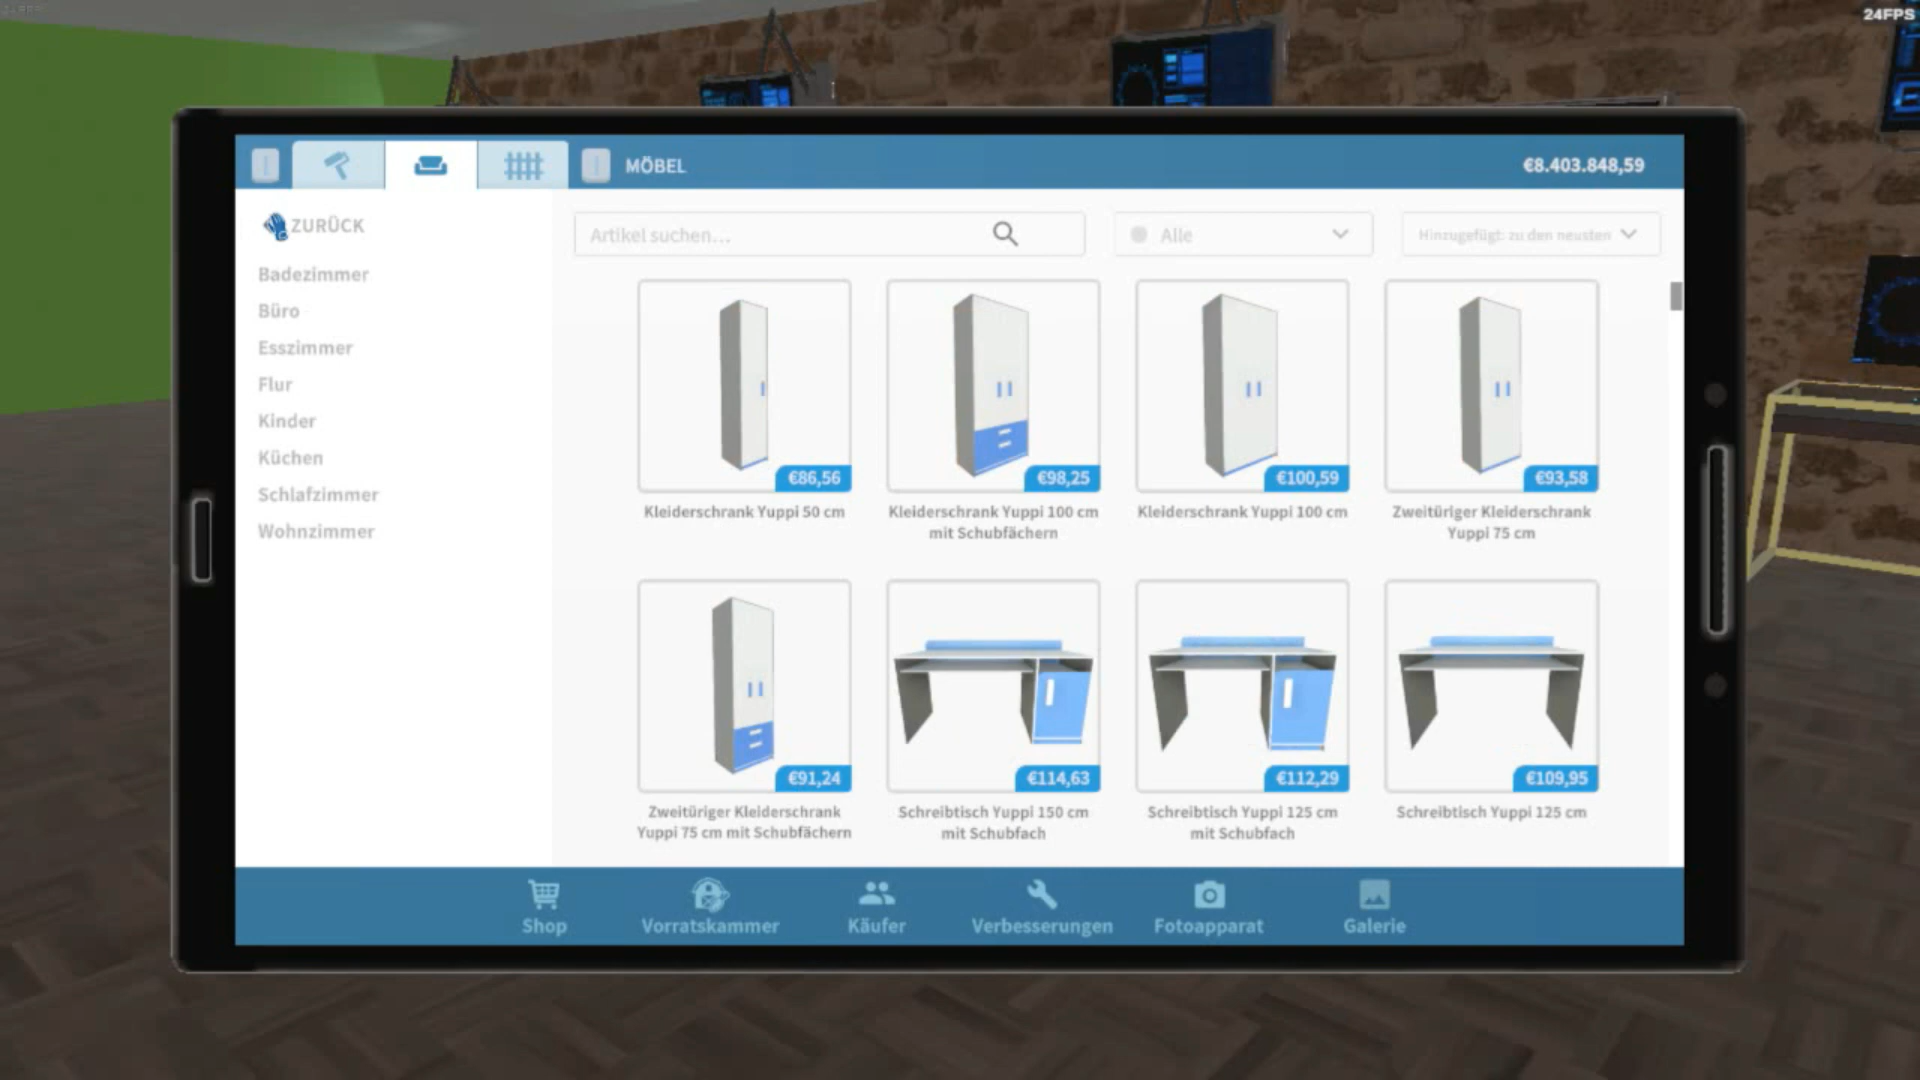 24FPS
MÖBEL
€8.403.848,59
ZURÜCK
Artikel suchen...
Alle
Hinzugefügt: zu den neusten
Badezimmer
Büro
Esszimmer
Flur
Kinder
Küchen
Schlafzimmer
Wohnzimmer
€86,56
€98,25
€100,59
€93,58
Kleiderschrank Yuppi 50 cm
Kleiderschrank Yuppi 100 cm
mit Schubfächern
Kleiderschrank Yuppi 100 cm
Zweitüriger Kleiderschrank
Yuppi 75 cm
€91,24
€114,63
€112,29
€109,95
Zweitüriger Kleiderschrank
Yuppi 75 cm mit Schubfächern
Schreibtisch Yuppi 150 cm
mit Schubfach
Schreibtisch Yuppi 125 cm
mit Schubfach
Schreibtisch Yuppi 125 cm
Shop
Vorratskammer
Käufer
Verbesserungen
Fotoapparat
Galerie